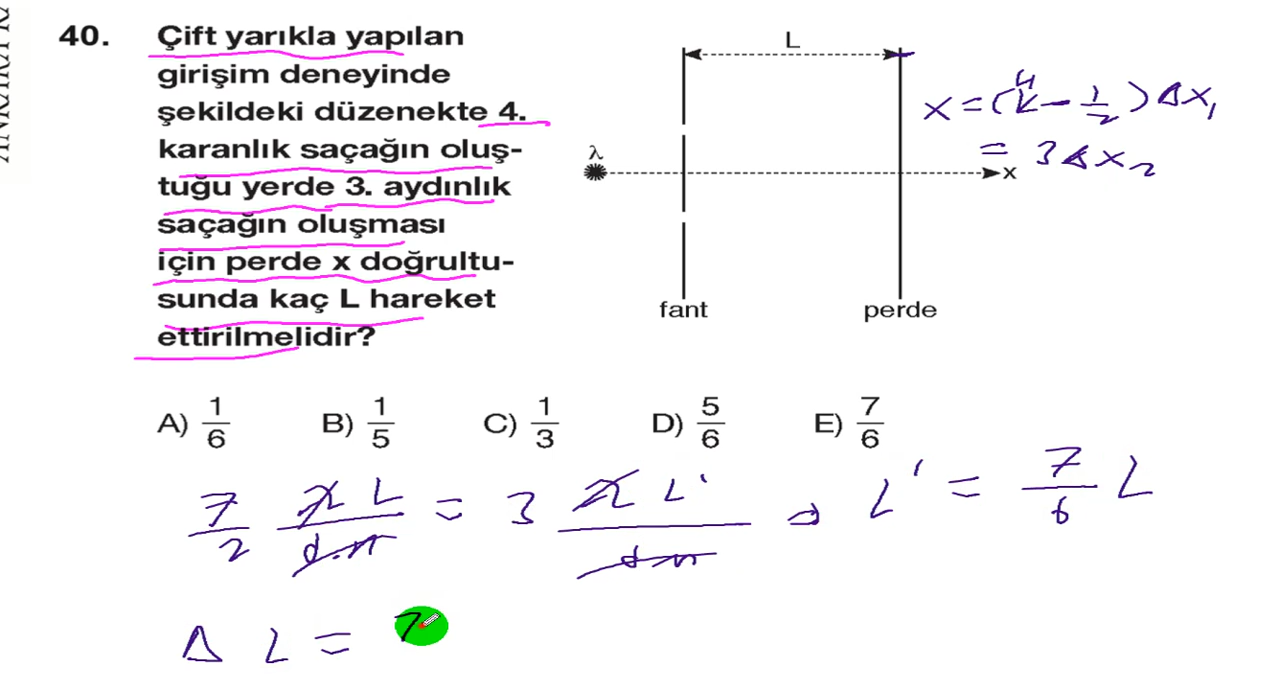 40. Çift yarıkla yapılan
girişim deneyinde
şekildeki düzenekte 4.
karanlık saçağın oluş-
tuğu yerde 3. aydınlık
saçağın oluşması
için perde x doğrultu-
sunda kaç L hareket
ettirilmelidir?
L
λ
x
fant
perde
x = (k - 1/2) Δx₁
4
= 3 Δx₂
A) 1/6 B) 1/5 C) 1/3 D) 5/6 E) 7/6
7/2 λL/d.n = 3 λL'/dn ⇒ L' = 7/6 L
Δ L = 7